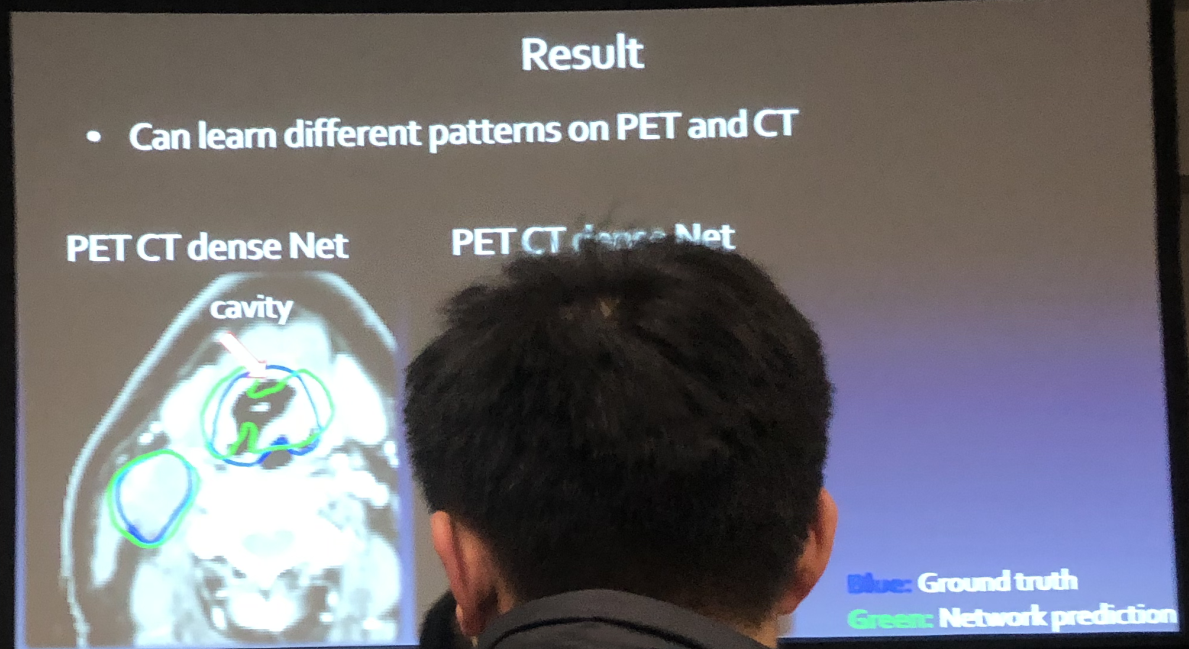 Result
• Can learn different patterns on PET and CT
PET CT dense Net
PET CT dense Net
cavity
Blue: Ground truth
Green: Network prediction